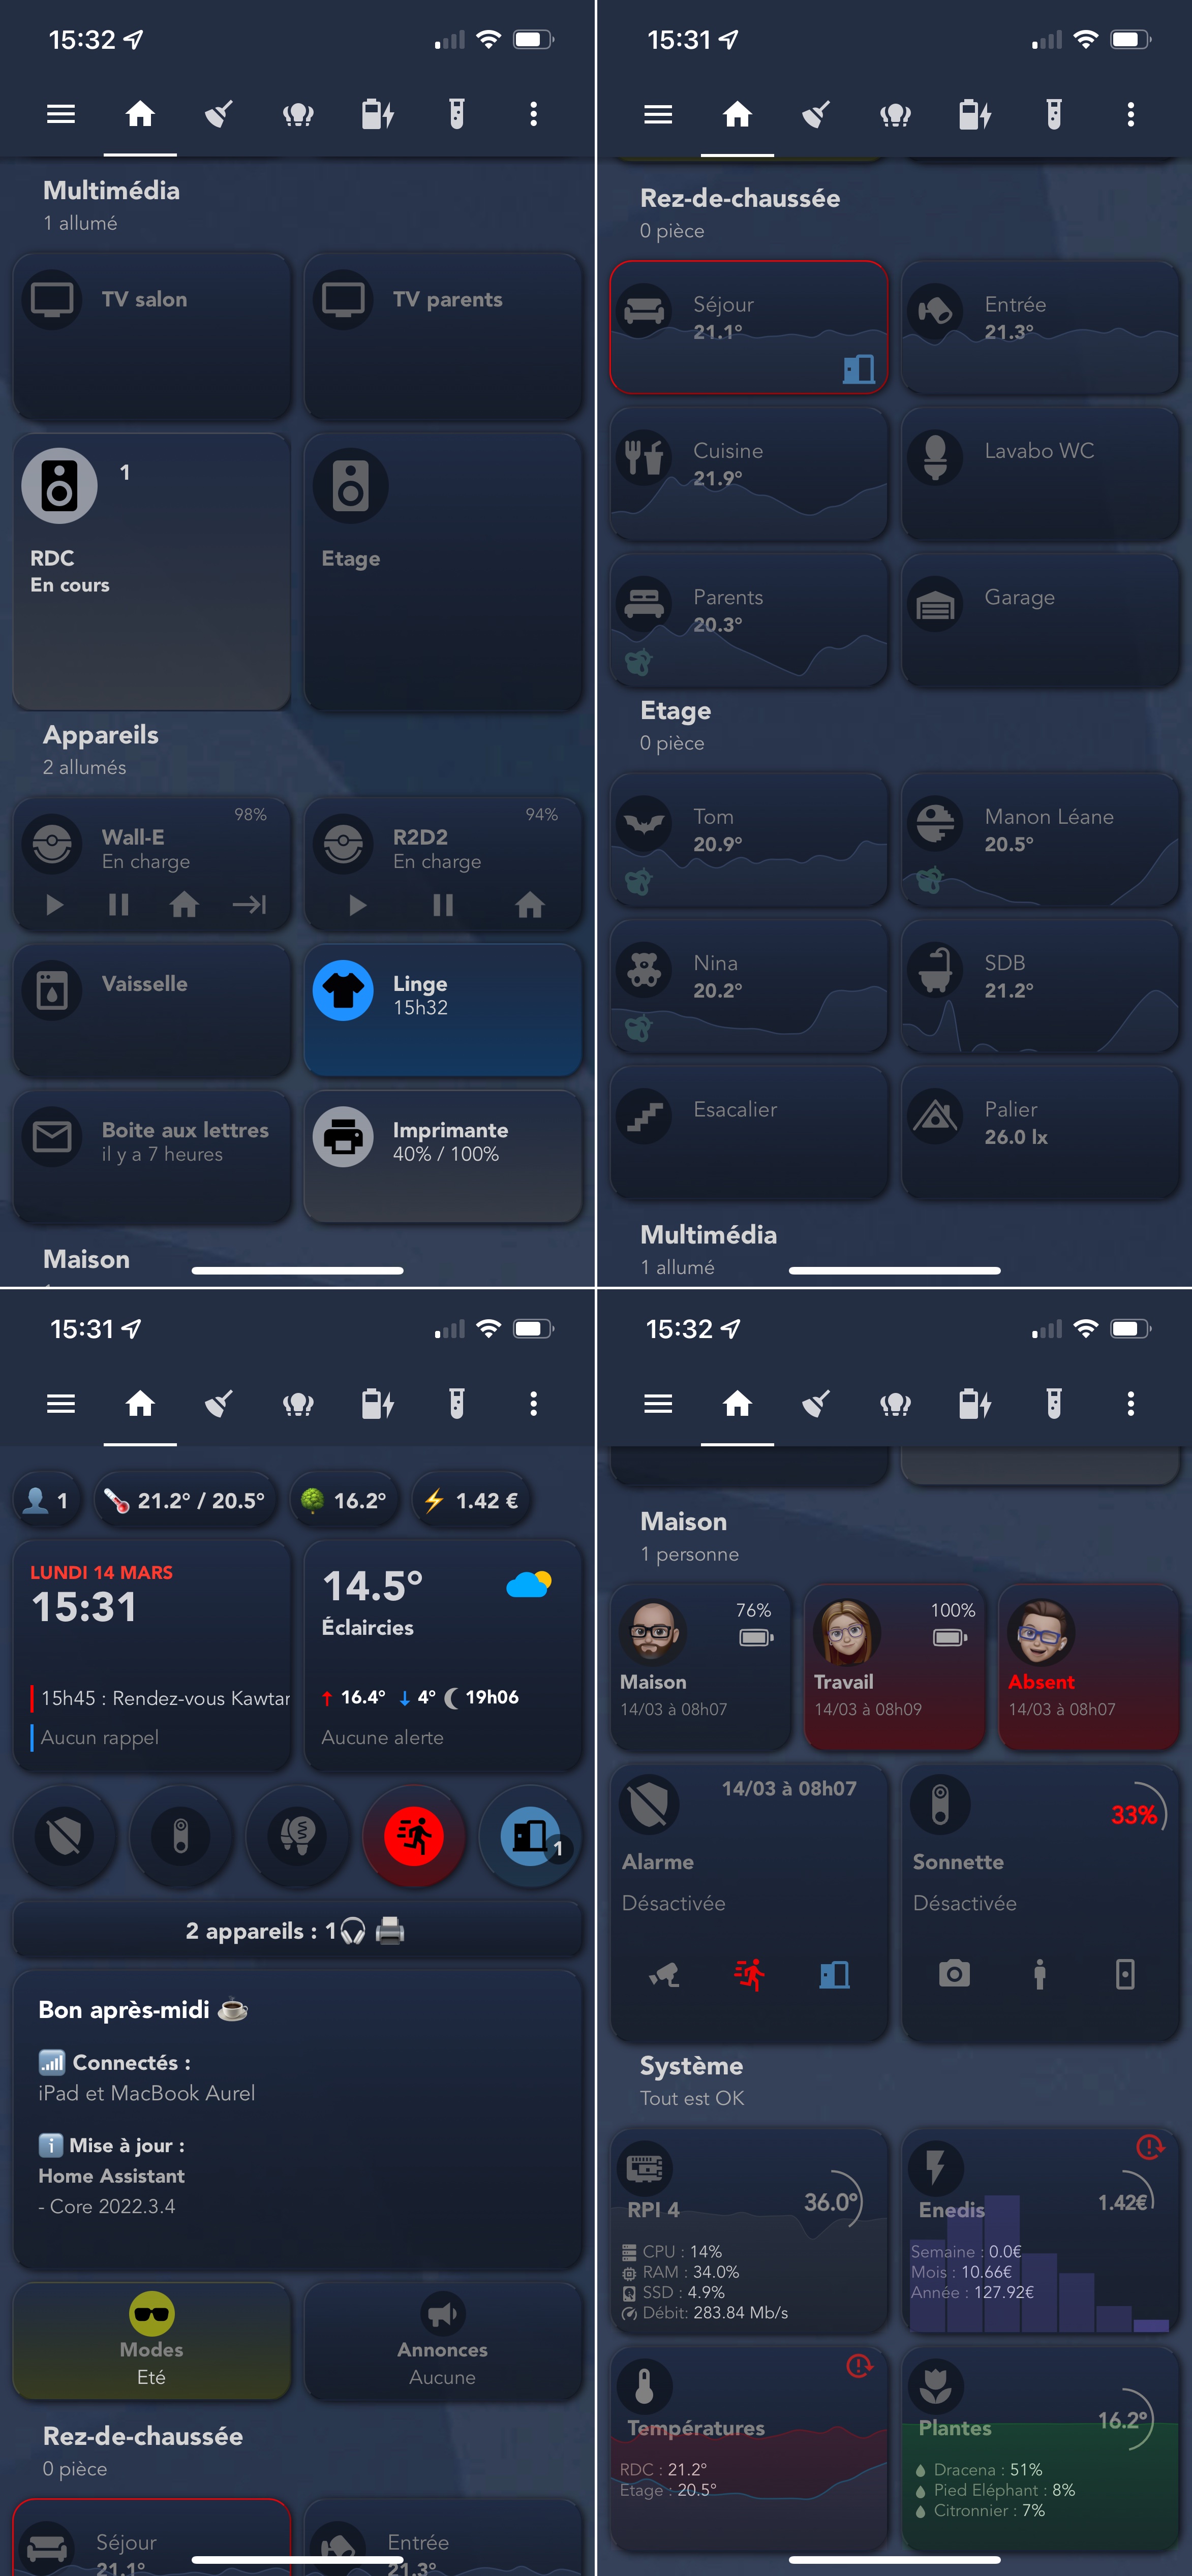 15:32
Multimédia
1 allumé
TV salon
TV parents
1
RDC
En cours
Etage
Appareils
2 allumés
98%
Wall-E
En charge
94%
R2D2
En charge
Vaisselle
Linge
15h32
Boite aux lettres
il y a 7 heures
Imprimante
40% / 100%
Maison
15:31
Rez-de-chaussée
0 pièce
Séjour
21.1°
Entrée
21.3°
Cuisine
21.9°
Lavabo WC
Parents
20.3°
Garage
Etage
0 pièce
Tom
20.9°
Manon Léane
20.5°
Nina
20.2°
SDB
21.2°
Esacalier
Palier
26.0 lx
Multimédia
1 allumé
15:31
1
21.2° / 20.5°
16.2°
1.42 €
LUNDI 14 MARS
15:31
15h45 : Rendez-vous Kawtar
Aucun rappel
14.5°
Éclaircies
16.4° 4° 19h06
Aucune alerte
1
2 appareils : 1
Bon après-midi
Connectés :
iPad et MacBook Aurel
Mise à jour :
Home Assistant
- Core 2022.3.4
Modes
Eté
Annonces
Aucune
Rez-de-chaussée
0 pièce
Séjour
21.1°
Entrée
21.3°
15:32
Maison
1 personne
76%
Maison
14/03 à 08h07
100%
Travail
14/03 à 08h09
Absent
14/03 à 08h07
14/03 à 08h07
Alarme
Désactivée
33%
Sonnette
Désactivée
Système
Tout est OK
RPI 4
36.0°
CPU : 14%
RAM : 34.0%
SSD : 4.9%
Débit: 283.84 Mb/s
Enedis
1.42€
Semaine : 0.0€
Mois : 10.66€
Année : 127.92€
Températures
RDC : 21.2°
Etage : 20.5°
Plantes
16.2°
Dracena : 51%
Pied Eléphant : 8%
Citronnier : 7%